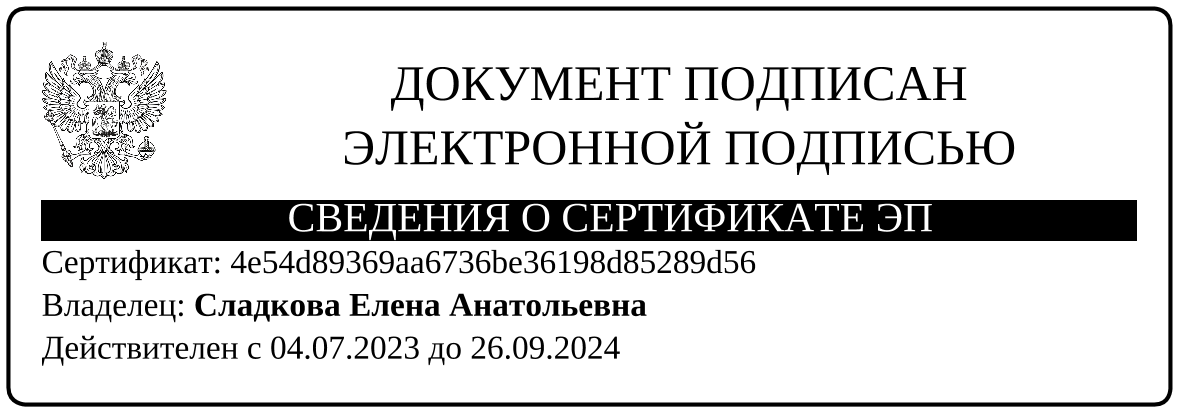 ДОКУМЕНТ ПОДПИСАН
ЭЛЕКТРОННОЙ ПОДПИСЬЮ
СВЕДЕНИЯ О СЕРТИФИКАТЕ ЭП
Сертификат: 4e54d89369aa6736be36198d85289d56
Владелец: Сладкова Елена Анатольевна
Действителен с 04.07.2023 до 26.09.2024